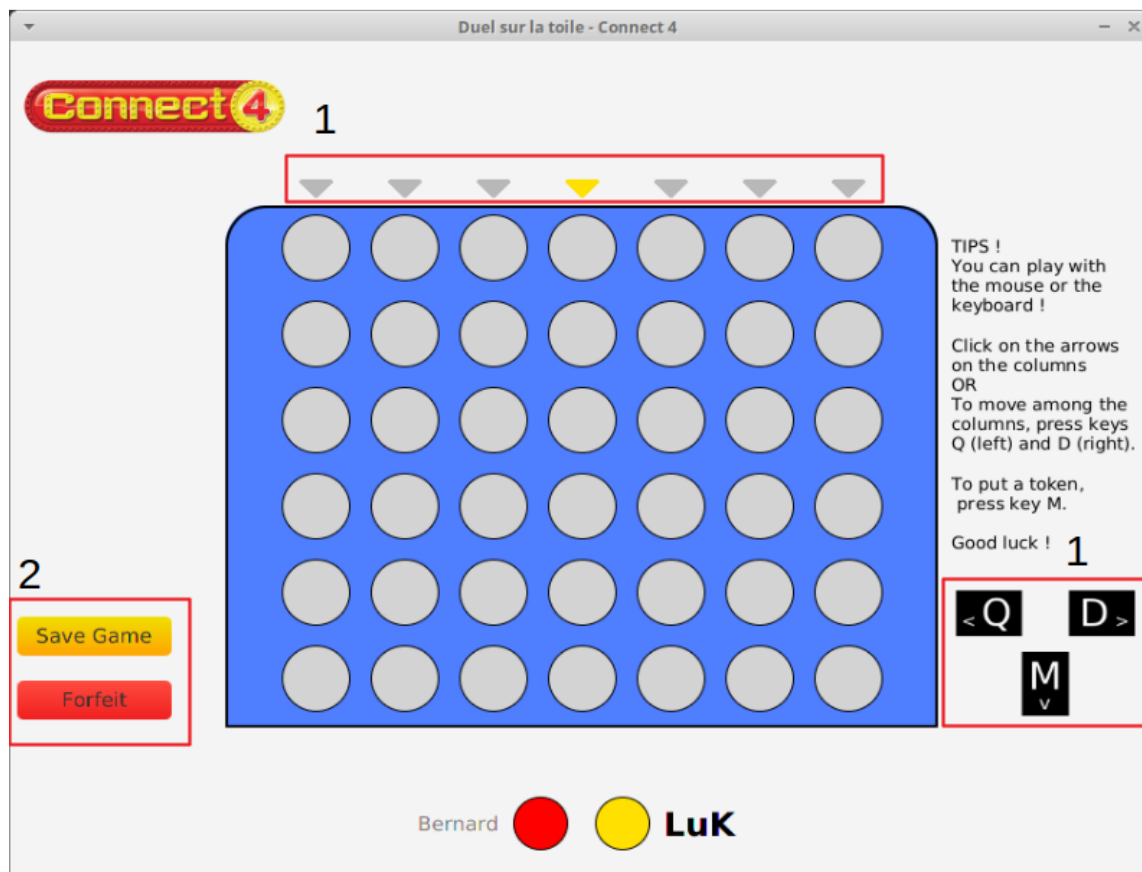 Duel sur la toile - Connect 4
Connect 4
1
TIPS !
You can play with
the mouse or the
keyboard !
Click on the arrows
on the columns
OR
To move among the
columns, press keys
Q (left) and D (right).
To put a token,
press key M.
Good luck !
1
< Q
D >
M
v
2
Save Game
Forfeit
Bernard
LuK